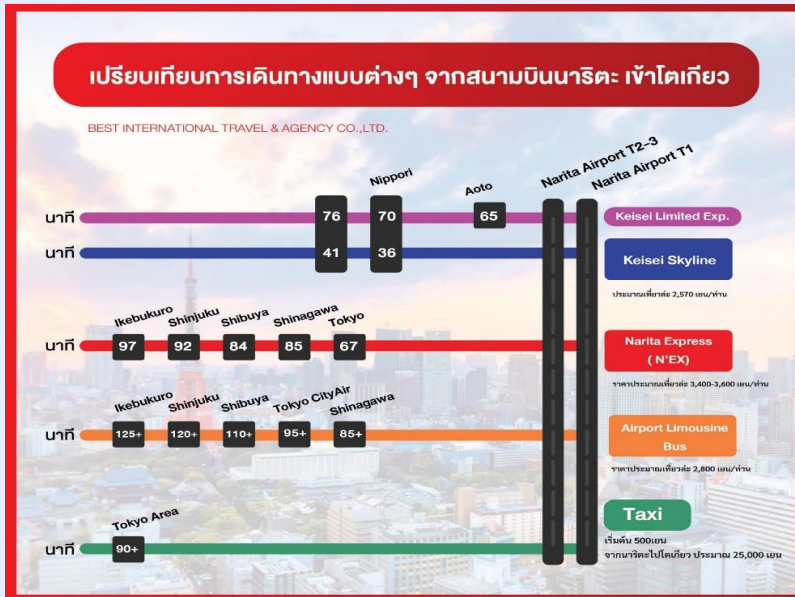 เปรียบเทียบการเดินทางแบบต่างๆ จากสนามบินนาริตะ เข้าโตเกียว
BEST INTERNATIONAL TRAVEL & AGENCY CO.,LTD.
Nippori
Aoto
Narita Airport T2-3
Narita Airport T1
นาที 76 70 65 Keisei Limited Exp.
นาที 41 36 Keisei Skyline
ประมาณเที่ยวละ 2,570 เยน/ท่าน
Ikebukuro Shinjuku Shibuya Shinagawa Tokyo
นาที 97 92 84 85 67 Narita Express
( N'EX)
ราคาประมาณเที่ยวละ 3,400-3,600 เยน/ท่าน
Ikebukuro Shinjuku Shibuya Tokyo CityAir Shinagawa
นาที 125+ 120+ 110+ 95+ 85+ Airport Limousine
Bus
ราคาประมาณเที่ยวละ 2,800 เยน/ท่าน
Tokyo Area
Taxi
เริ่มต้น 500เยน
นาที 90+ จากนาริตะไปโตเกียว ประมาณ 25,000 เยน